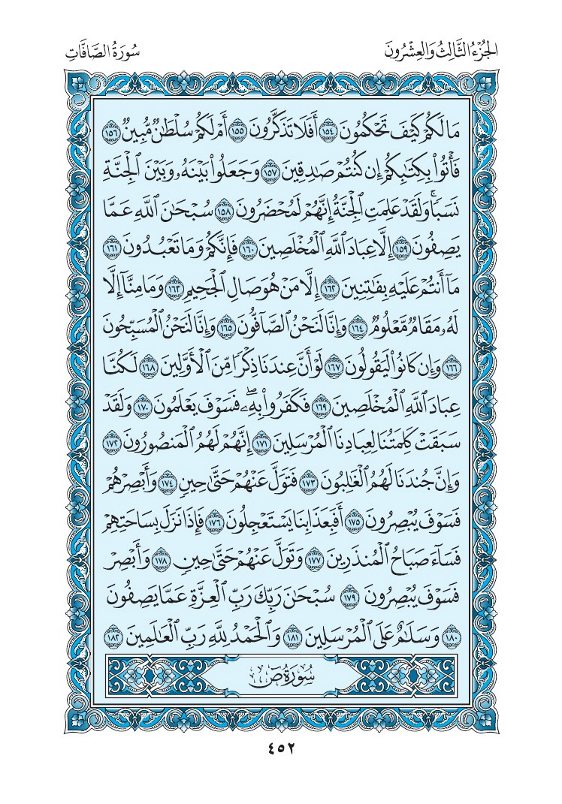 الجُزْءُ الثَّالِثُ وَالعِشْرُونَ
سُورَةُ الصَّافَّاتِ
مَا لَكُمْ كَيْفَ تَحْكُمُونَ ١٥٤ أَفَلَا تَذَكَّرُونَ ١٥٥ أَمْ لَكُمْ سُلْطَٰنٌ مُّبِينٌ ١٥٦
فَأْتُوا۟ بِكِتَٰبِكُمْ إِن كُنتُمْ صَٰدِقِينَ ١٥٧ وَجَعَلُوا۟ بَيْنَهُۥ وَبَيْنَ ٱلْجِنَّةِ
نَسَبًا ۚ وَلَقَدْ عَلِمَتِ ٱلْجِنَّةُ إِنَّهُمْ لَمُحْضَرُونَ ١٥٨ سُبْحَٰنَ ٱللَّهِ عَمَّا
يَصِفُونَ ١٥٩ إِلَّا عِبَادَ ٱللَّهِ ٱلْمُخْلَصِينَ ١٦٠ فَإِنَّكُمْ وَمَا تَعْبُدُونَ ١٦١
مَآ أَنتُمْ عَلَيْهِ بِفَٰتِنِينَ ١٦٢ إِلَّا مَنْ هُوَ صَالِ ٱلْجَحِيمِ ١٦٣ وَمَا مِنَّآ إِلَّا
لَهُۥ مَقَامٌ مَّعْلُومٌ ١٦٤ وَإِنَّا لَنَحْنُ ٱلصَّآفُّونَ ١٦٥ وَإِنَّا لَنَحْنُ ٱلْمُسَبِّحُونَ
١٦٦ وَإِن كَانُوا۟ لَيَقُولُونَ ١٦٧ لَوْ أَنَّ عِندَنَا ذِكْرًا مِّنَ ٱلْأَوَّلِينَ ١٦٨ لَكُنَّا
عِبَادَ ٱللَّهِ ٱلْمُخْلَصِينَ ١٦٩ فَكَفَرُوا۟ بِهِۦ ۖ فَسَوْفَ يَعْلَمُونَ ١٧٠ وَلَقَدْ
سَبَقَتْ كَلِمَتُنَا لِعِبَادِنَا ٱلْمُرْسَلِينَ ١٧١ إِنَّهُمْ لَهُمُ ٱلْمَنصُورُونَ ١٧٢
وَإِنَّ جُندَنَا لَهُمُ ٱلْغَٰلِبُونَ ١٧٣ فَتَوَلَّ عَنْهُمْ حَتَّىٰ حِينٍ ١٧٤ وَأَبْصِرْهُمْ
فَسَوْفَ يُبْصِرُونَ ١٧٥ أَفَبِعَذَابِنَا يَسْتَعْجِلُونَ ١٧٦ فَإِذَا نَزَلَ بِسَاحَتِهِمْ
فَسَآءَ صَبَاحُ ٱلْمُنذَرِينَ ١٧٧ وَتَوَلَّ عَنْهُمْ حَتَّىٰ حِينٍ ١٧٨ وَأَبْصِرْ
فَسَوْفَ يُبْصِرُونَ ١٧٩ سُبْحَٰنَ رَبِّكَ رَبِّ ٱلْعِزَّةِ عَمَّا يَصِفُونَ
١٨٠ وَسَلَٰمٌ عَلَى ٱلْمُرْسَلِينَ ١٨١ وَٱلْحَمْدُ لِلَّهِ رَبِّ ٱلْعَٰلَمِينَ ١٨٢
سُورَةُ صٓ
٤٥٢